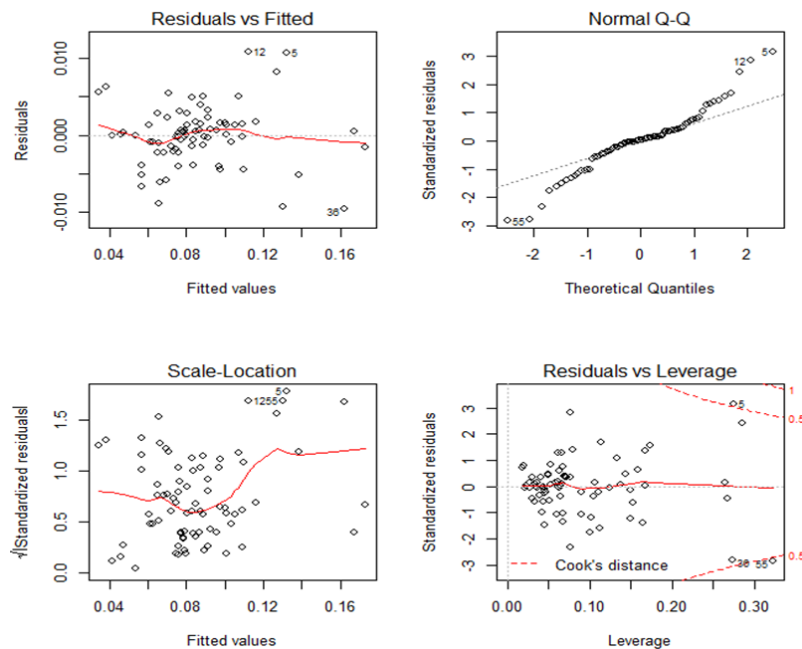 Residuals vs Fitted
Residuals
-0.010 0.000 0.010
12 5
36
0.04 0.08 0.12 0.16
Fitted values
Normal Q-Q
Standardized residuals
-3 -2 -1 0 1 2 3
12 5
55
-2 -1 0 1 2
Theoretical Quantiles
Scale-Location
√|Standardized residuals|
0.0 0.5 1.0 1.5
5
12 55
0.04 0.08 0.12 0.16
Fitted values
Residuals vs Leverage
Standardized residuals
-3 -2 -1 0 1 2 3
1
0.5
5
0.5
36 55
Cook's distance
0.00 0.10 0.20 0.30
Leverage